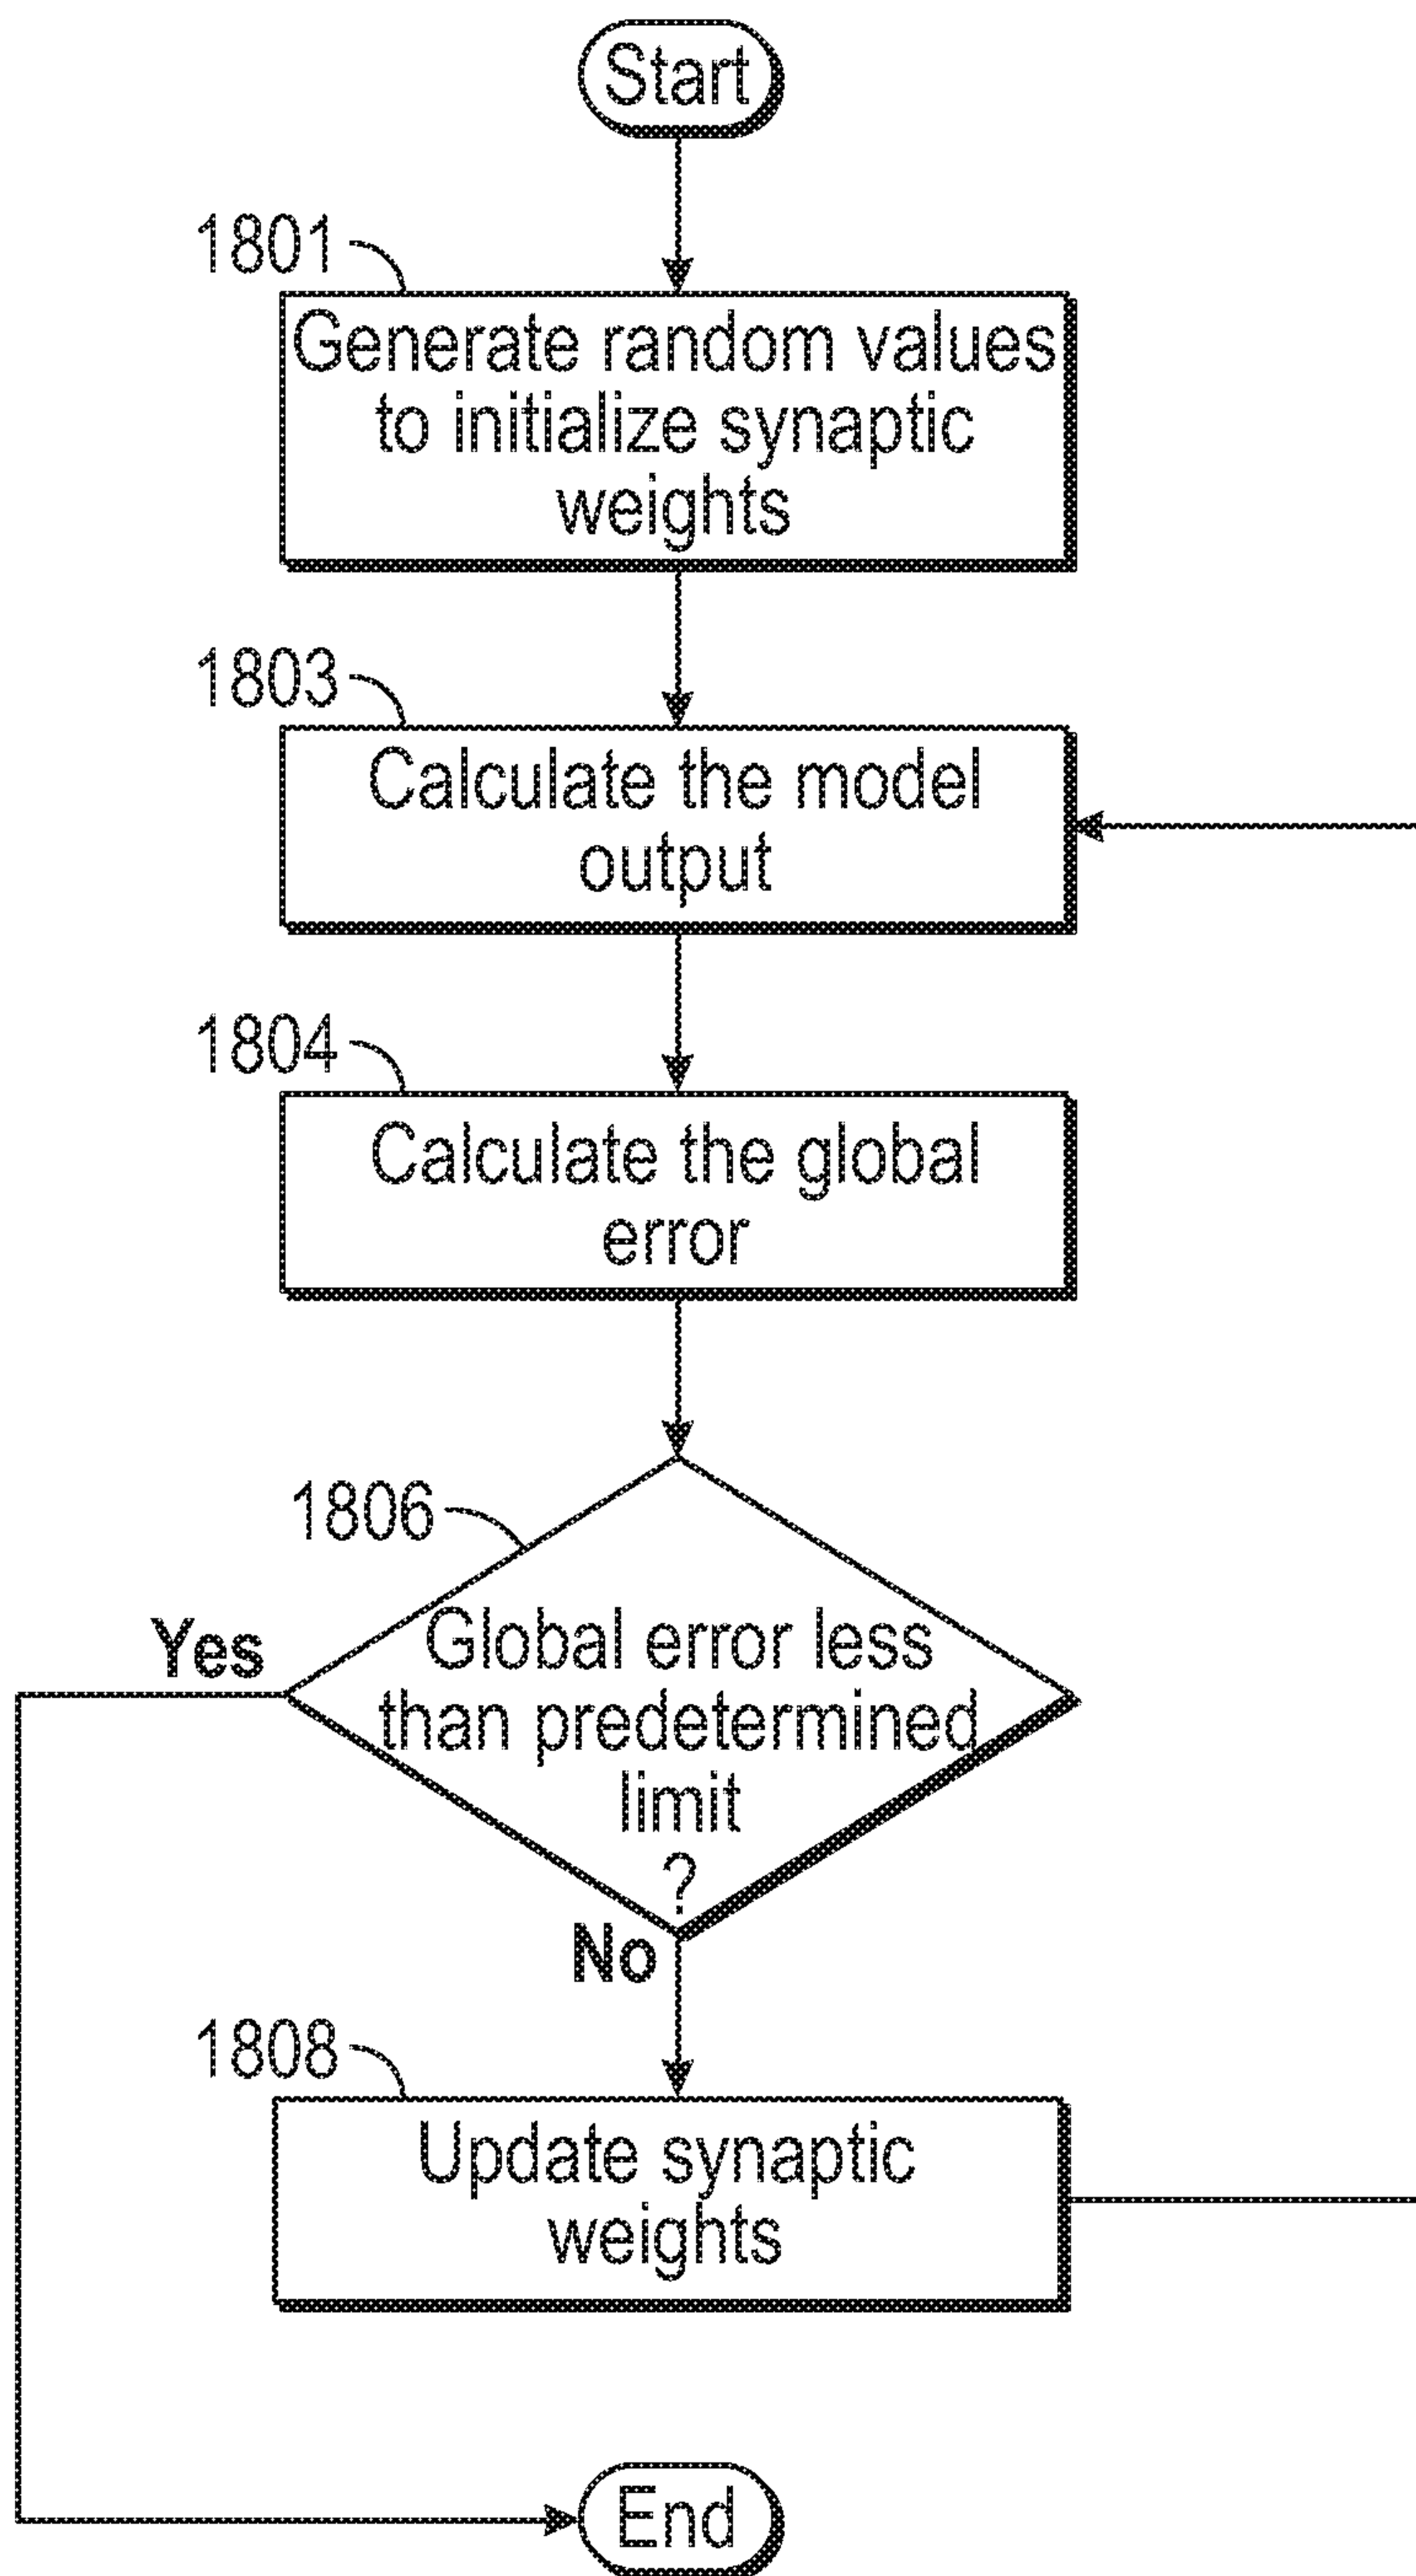 Start
1801
Generate random values
to initialize synaptic
weights
1803
Calculate the model
output
1804
Calculate the global
error
1806
Yes
Global error less
than predetermined
limit
?
No
1808
Update synaptic
weights
End